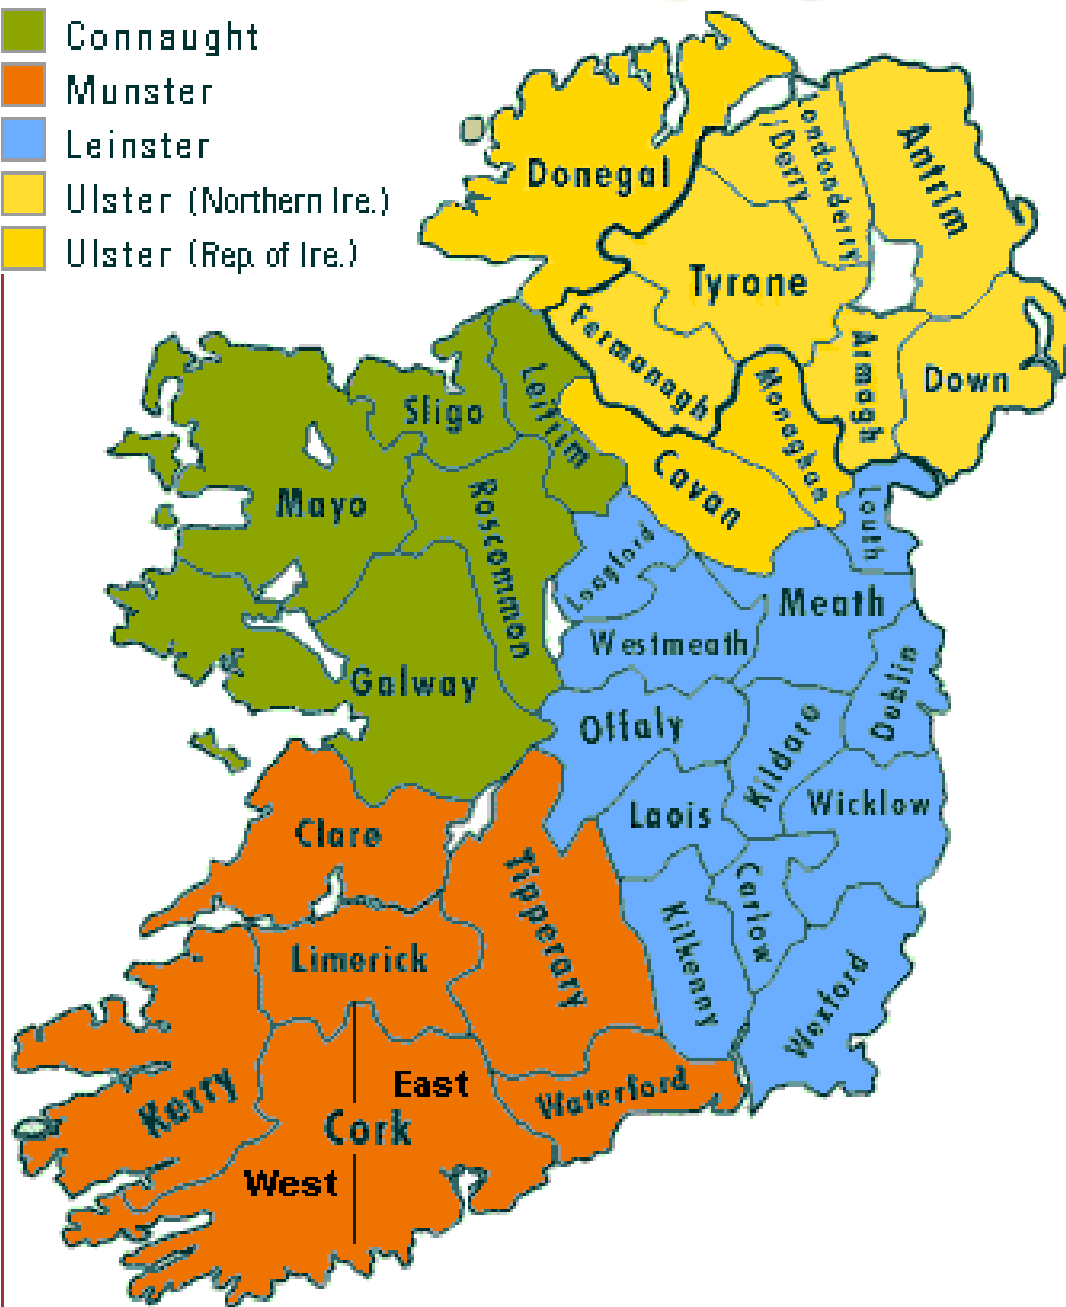 Connaught
Munster
Leinster
Ulster (Northern Ire.)
Ulster (Rep. of Ire.)
Donegal
Londonderry
/Derry
Antrim
Tyrone
Fermanagh
Monaghan
Armagh
Down
Cavan
Sligo
Leitrim
Mayo
Roscommon
Galway
Longford
Louth
Meath
Westmeath
Dublin
Offaly
Kildare
Laois
Wicklow
Carlow
Kilkenny
Wexford
Clare
Tipperary
Limerick
Kerry
East
Cork
West
Waterford